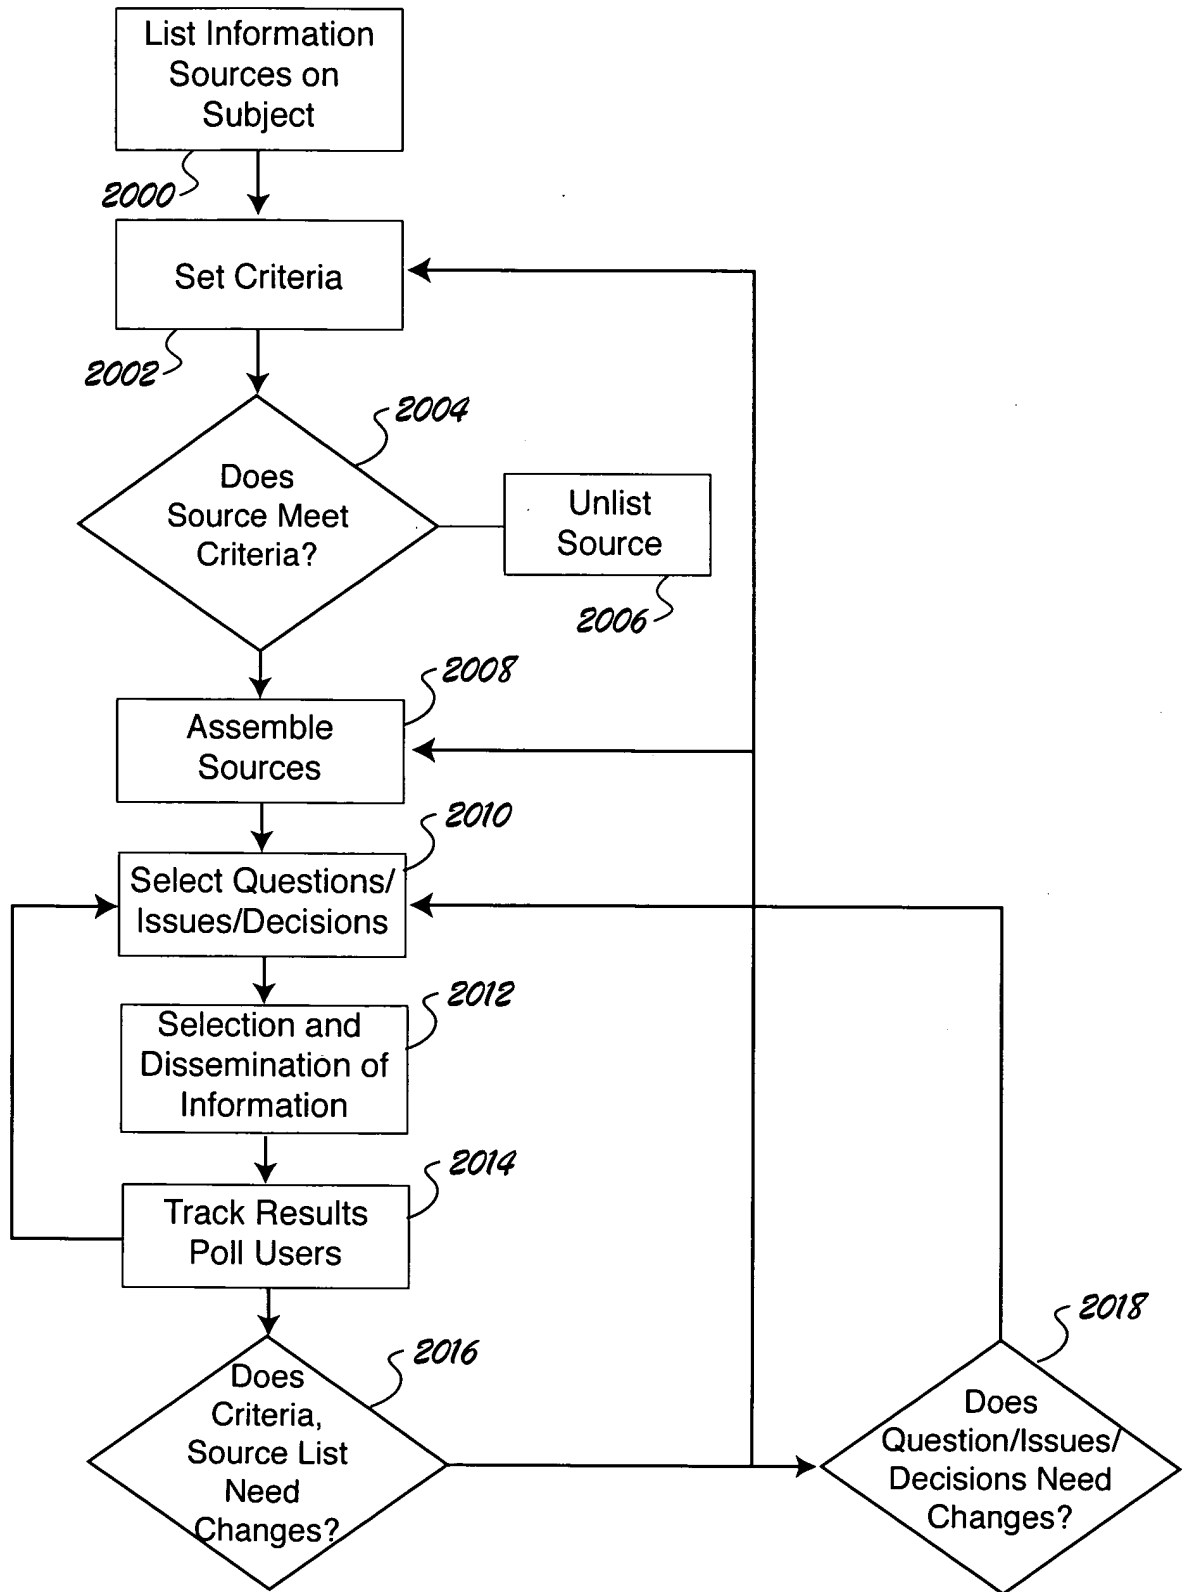 List Information
Sources on
Subject
2000
Set Criteria
2002
2004
Does
Source Meet
Criteria?
Unlist
Source
2006
2008
Assemble
Sources
2010
Select Questions/
Issues/Decisions
2012
Selection and
Dissemination of
Information
2014
Track Results
Poll Users
2016
Does
Criteria,
Source List
Need
Changes?
2018
Does
Question/Issues/
Decisions Need
Changes?